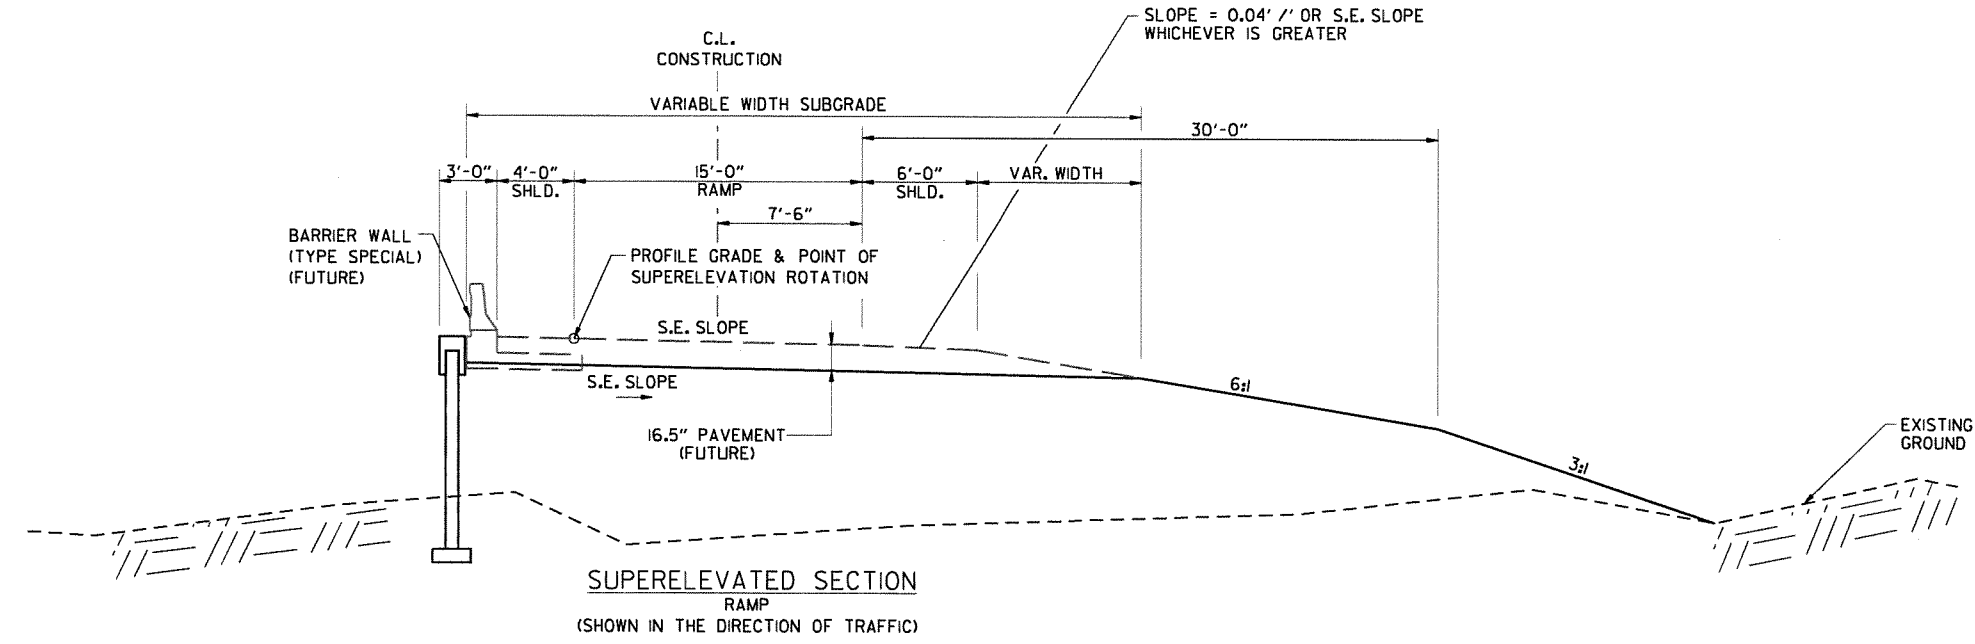 SLOPE = 0.04'/' OR S.E. SLOPE
WHICHEVER IS GREATER
C.L.
CONSTRUCTION
VARIABLE WIDTH SUBGRADE
30'-0"
3'-0"
4'-0"
SHLD.
15'-0"
RAMP
6'-0"
SHLD.
VAR. WIDTH
7'-6"
BARRIER WALL
(TYPE SPECIAL)
(FUTURE)
PROFILE GRADE & POINT OF
SUPERELEVATION ROTATION
S.E. SLOPE
S.E. SLOPE
6:1
16.5" PAVEMENT
(FUTURE)
3:1
EXISTING
GROUND
SUPERELEVATED SECTION
RAMP
(SHOWN IN THE DIRECTION OF TRAFFIC)